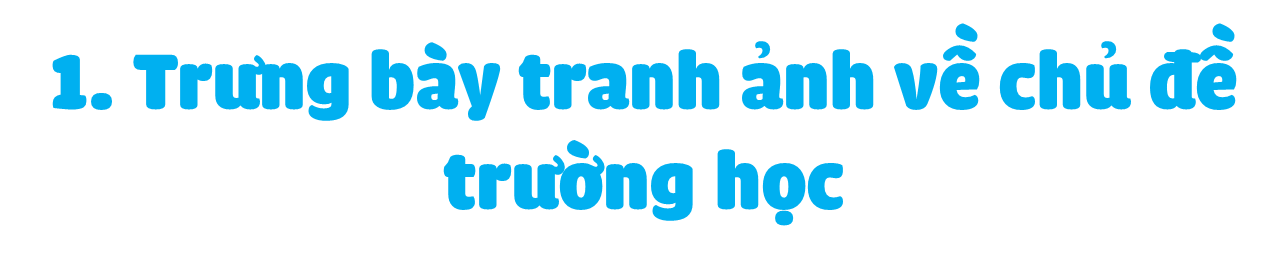 1. Trưng bày tranh ảnh về chủ đề
trường học